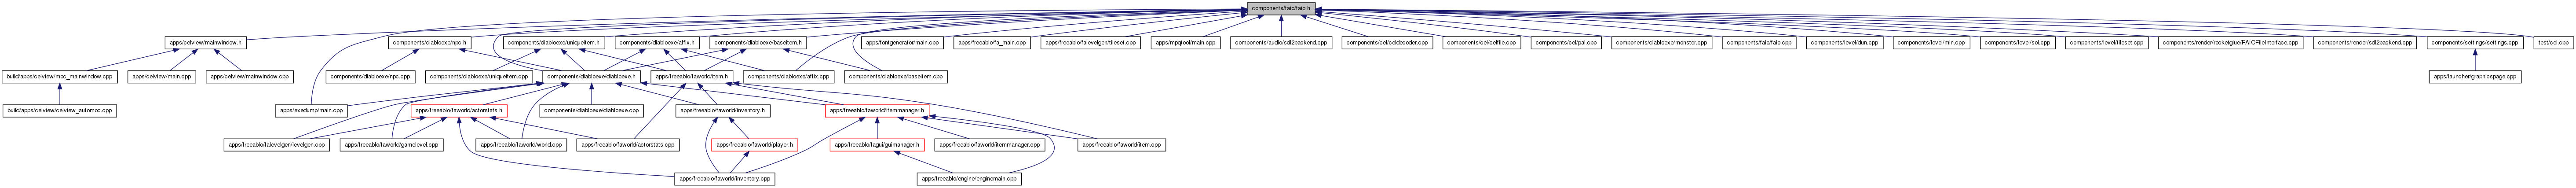 components/faio/faio.h
apps/celview/mainwindow.h
components/diabloexe/npc.h
components/diabloexe/uniqueitem.h
components/diabloexe/affix.h
components/diabloexe/baseitem.h
apps/fontgenerator/main.cpp
apps/freeablo/fa_main.cpp
apps/freeablo/falevelgen/tileset.cpp
apps/mpqtool/main.cpp
components/audio/sdl2backend.cpp
components/cel/celdecoder.cpp
components/cel/celfile.cpp
components/cel/pal.cpp
components/diabloexe/monster.cpp
components/faio/faio.cpp
components/level/dun.cpp
components/level/min.cpp
components/level/sol.cpp
components/level/tileset.cpp
components/render/rocketglue/FAIOFileInterface.cpp
components/render/sdl2backend.cpp
components/settings/settings.cpp
test/cel.cpp
build/apps/celview/moc_mainwindow.cpp
apps/celview/main.cpp
apps/celview/mainwindow.cpp
components/diabloexe/npc.cpp
components/diabloexe/uniqueitem.cpp
components/diabloexe/diabloexe.h
apps/freeablo/faworld/item.h
components/diabloexe/affix.cpp
components/diabloexe/baseitem.cpp
apps/launcher/graphicspage.cpp
build/apps/celview/celview_automoc.cpp
apps/exedump/main.cpp
apps/freeablo/faworld/actorstats.h
components/diabloexe/diabloexe.cpp
apps/freeablo/faworld/inventory.h
apps/freeablo/faworld/itemmanager.h
apps/freeablo/falevelgen/levelgen.cpp
apps/freeablo/faworld/gamelevel.cpp
apps/freeablo/faworld/world.cpp
apps/freeablo/faworld/actorstats.cpp
apps/freeablo/faworld/player.h
apps/freeablo/fagui/guimanager.h
apps/freeablo/faworld/itemmanager.cpp
apps/freeablo/faworld/item.cpp
apps/freeablo/faworld/inventory.cpp
apps/freeablo/engine/enginemain.cpp